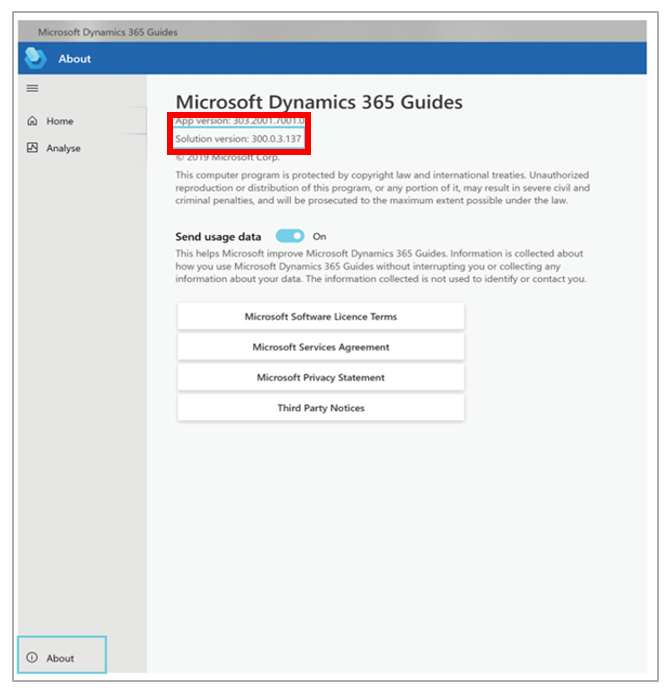 Microsoft Dynamics 365 Guides
About
Home
Analyse
Microsoft Dynamics 365 Guides
App version: 303.2001.7001.0
Solution version: 300.0.3.137
© 2019 Microsoft Corp.
This computer program is protected by copyright law and international treaties. Unauthorized
reproduction or distribution of this program, or any portion of it, may result in severe civil and
criminal penalties, and will be prosecuted to the maximum extent possible under the law.
Send usage data On
This helps Microsoft improve Microsoft Dynamics 365 Guides. Information is collected about
how you use Microsoft Dynamics 365 Guides without interrupting you or collecting any
information about your data. The information collected is not used to identify or contact you.
Microsoft Software Licence Terms
Microsoft Services Agreement
Microsoft Privacy Statement
Third Party Notices
About